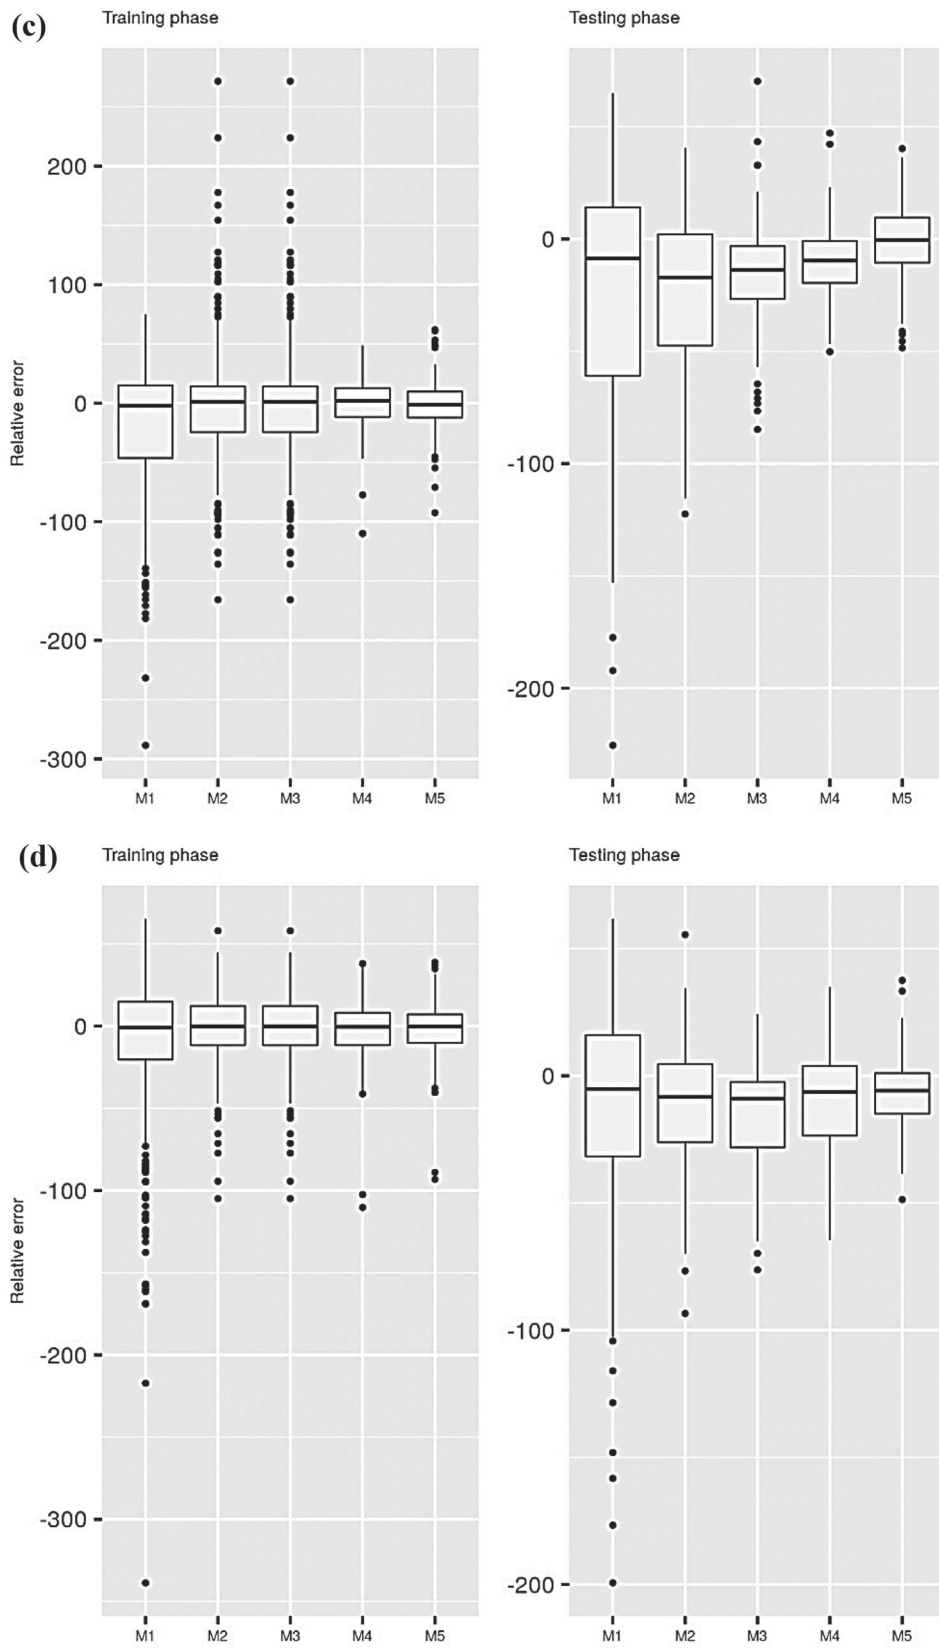 (c)
Training phase
Testing phase
Relative error
200
100
0
-100
-200
-300
M1 M2 M3 M4 M5
0
-100
-200
M1 M2 M3 M4 M5
(d)
Training phase
Testing phase
Relative error
0
-100
-200
-300
M1 M2 M3 M4 M5
0
-100
-200
M1 M2 M3 M4 M5